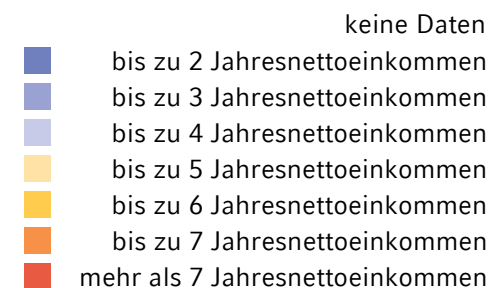 keine Daten
bis zu 2 Jahresnettoeinkommen
bis zu 3 Jahresnettoeinkommen
bis zu 4 Jahresnettoeinkommen
bis zu 5 Jahresnettoeinkommen
bis zu 6 Jahresnettoeinkommen
bis zu 7 Jahresnettoeinkommen
mehr als 7 Jahresnettoeinkommen